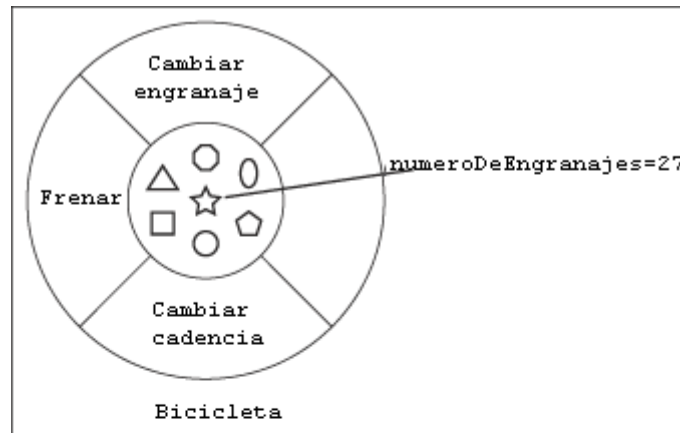 Cambiar
engranaje
numeroDeEngranajes=27
Frenar
Cambiar
cadencia
Bicicleta